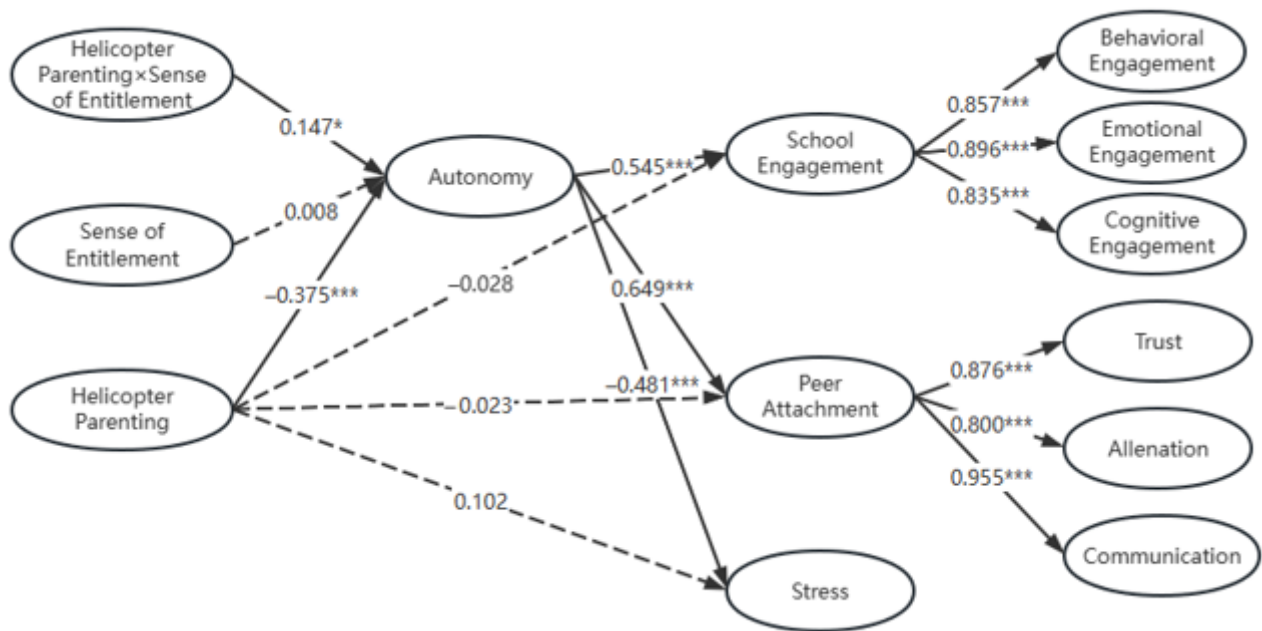 Helicopter
Parenting×Sense
of Entitlement
Sense of
Entitlement
Helicopter
Parenting
0.147*
0.008
−0.375***
Autonomy
0.545***
−0.028
0.649***
−0.481***
−0.023
0.102
School
Engagement
Peer
Attachment
Stress
0.857***
0.896***
0.835***
0.876***
0.800***
0.955***
Behavioral
Engagement
Emotional
Engagement
Cognitive
Engagement
Trust
Allenation
Communication